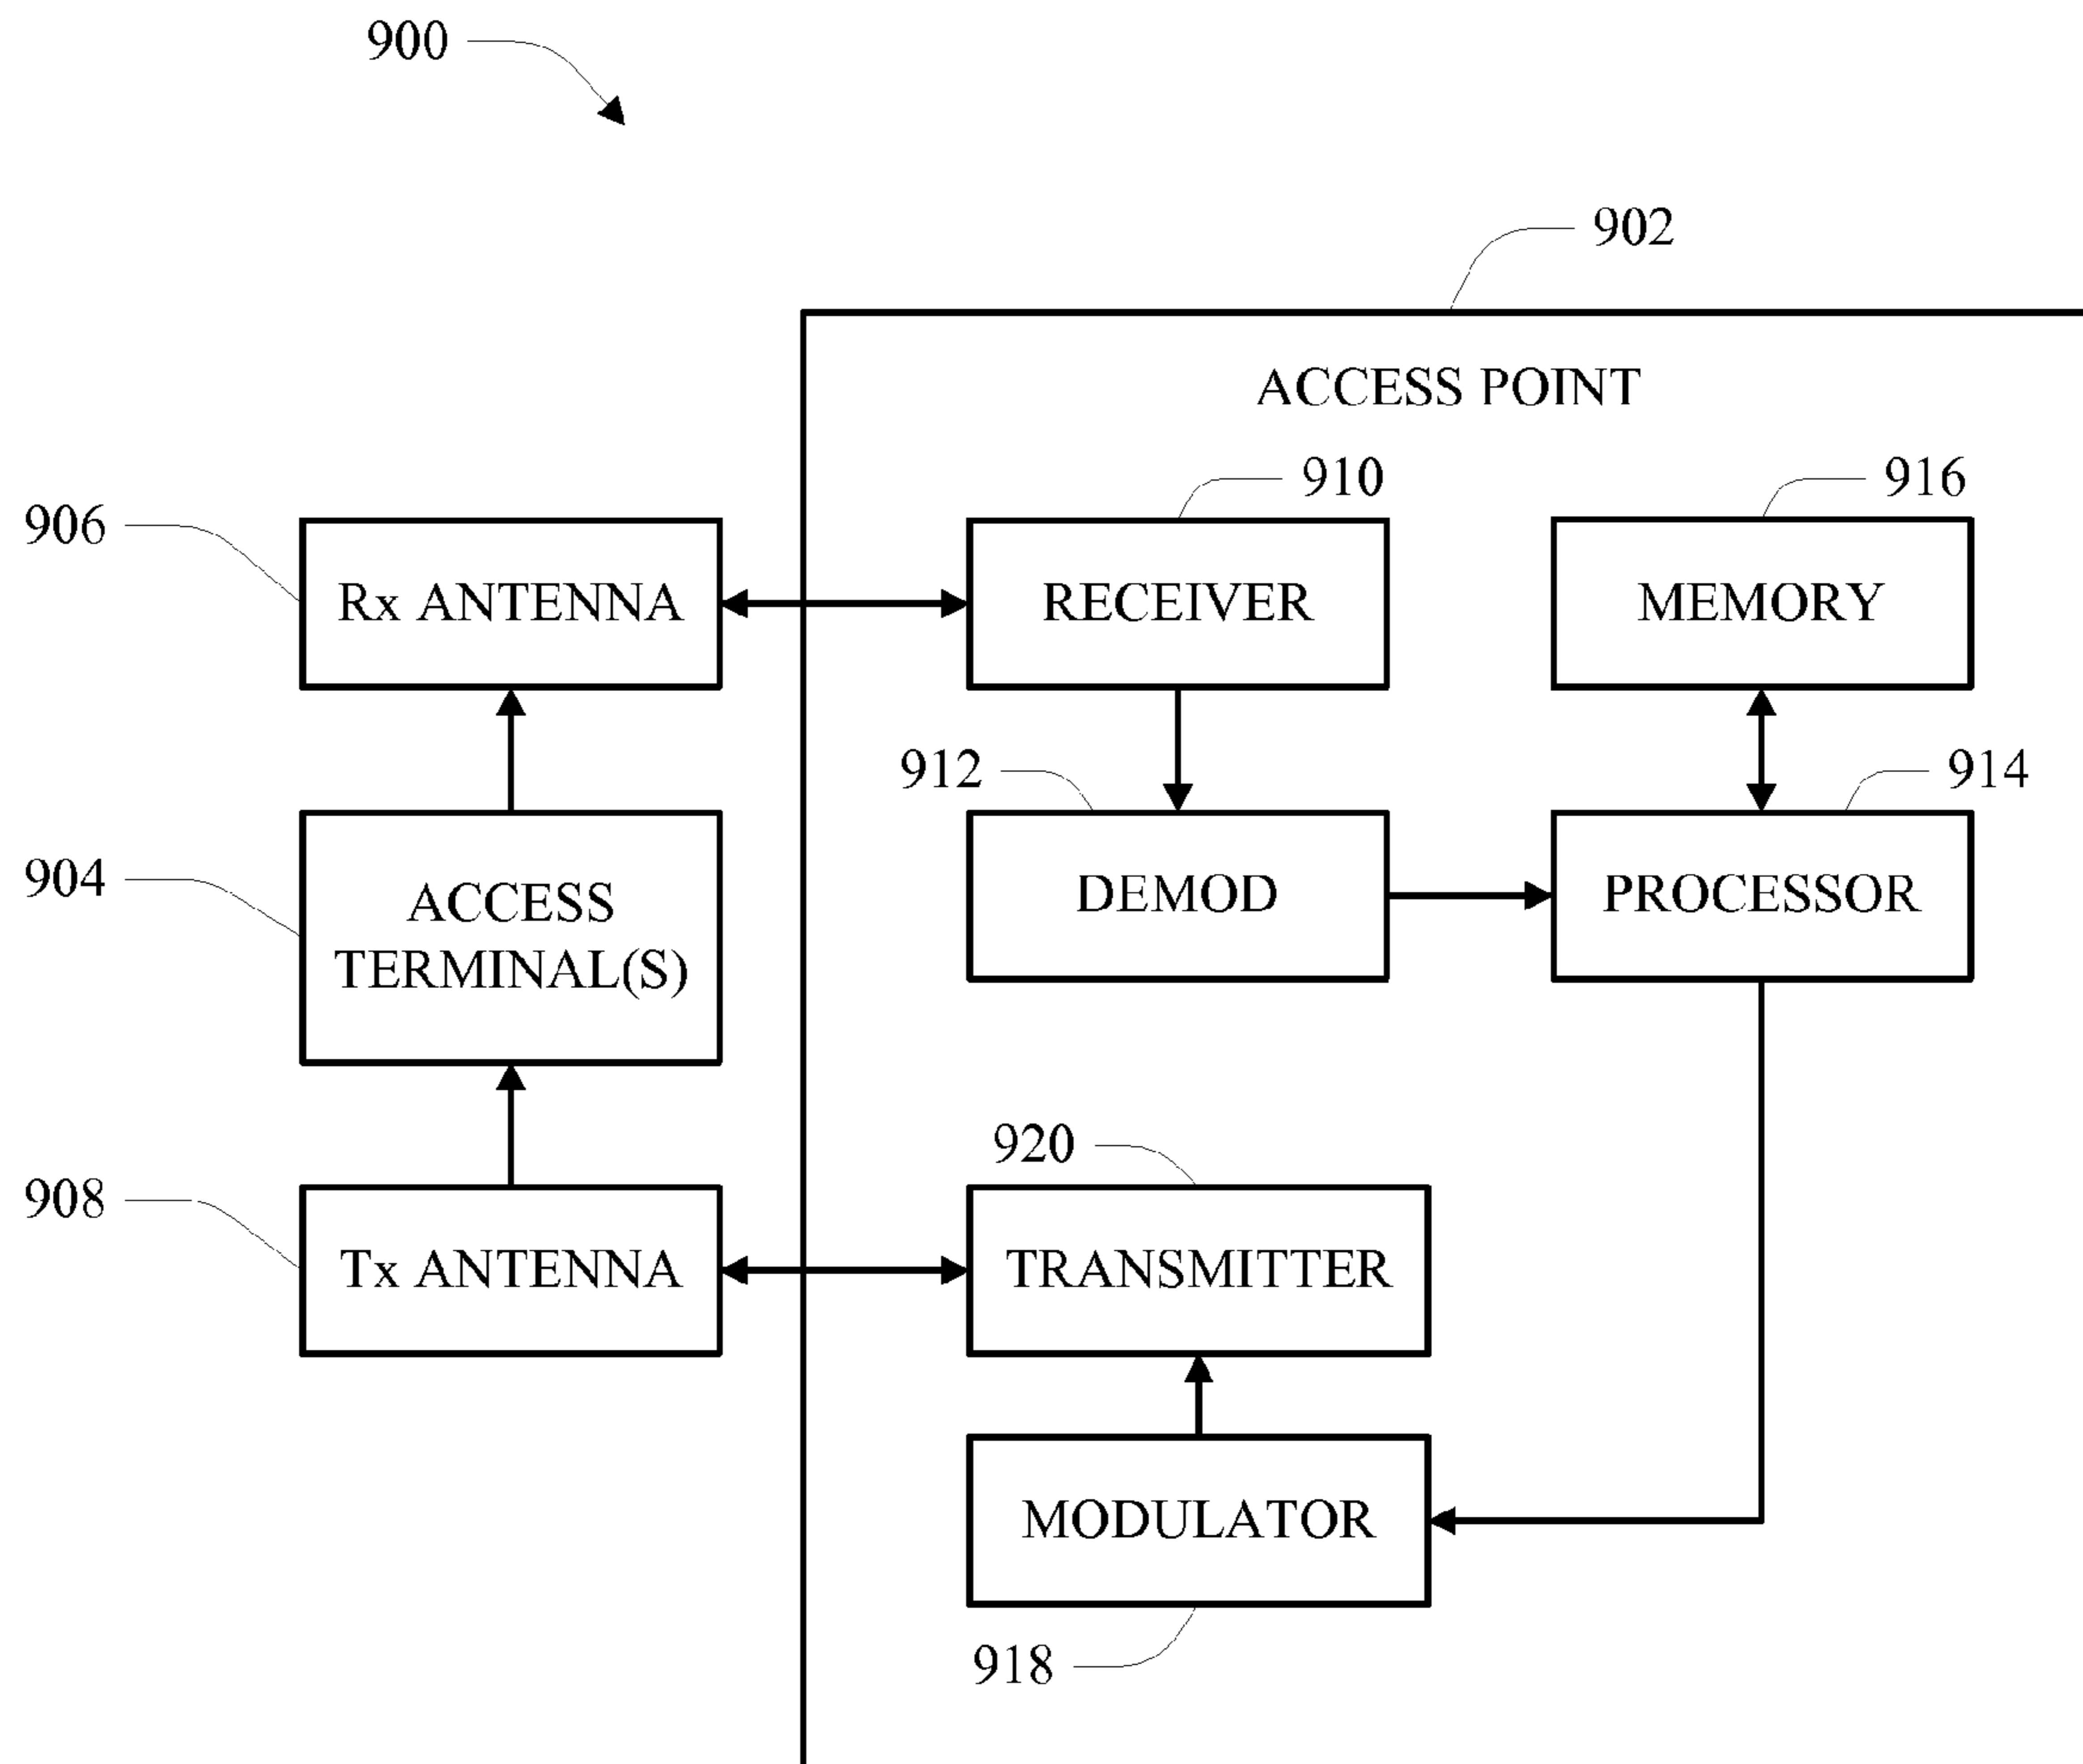 900
902
ACCESS POINT
910
916
906
Rx ANTENNA
RECEIVER
MEMORY
912
914
904
ACCESS
TERMINAL(S)
DEMOD
PROCESSOR
920
908
Tx ANTENNA
TRANSMITTER
MODULATOR
918